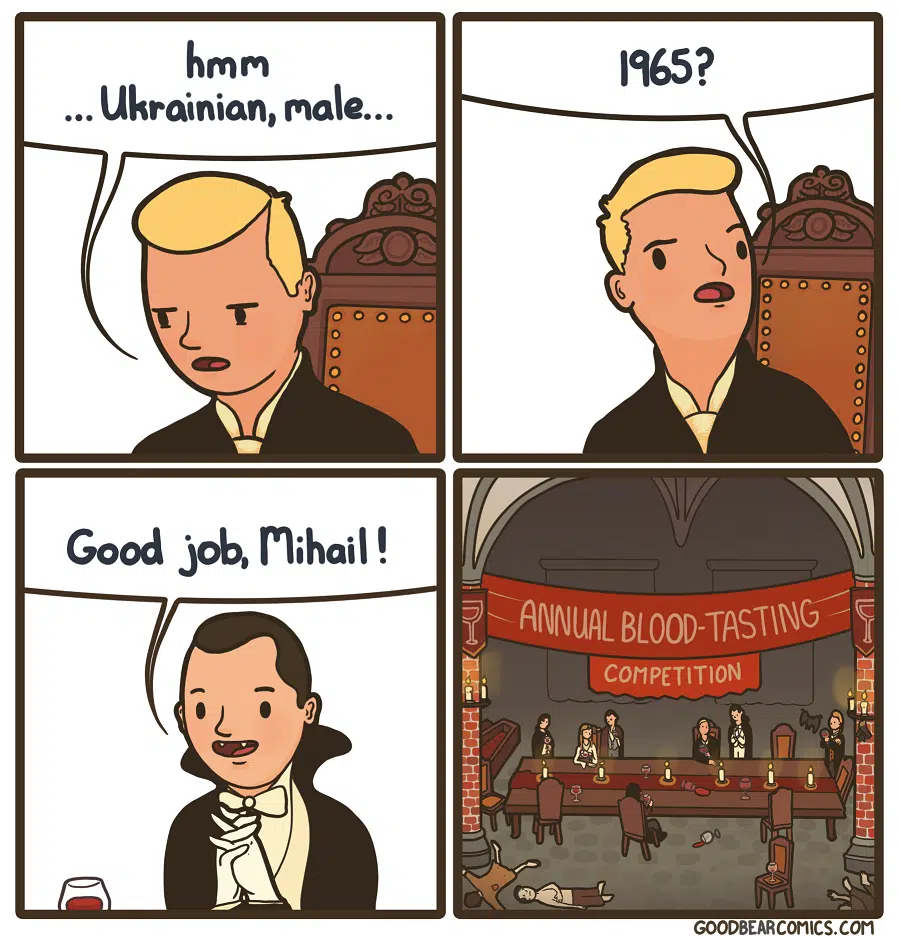 hmm
...Ukrainian, male...
1965?
Good job, Mihail!
ANNUAL BLOOD-TASTING
COMPETITION
GOODBEARCOMICS.COM